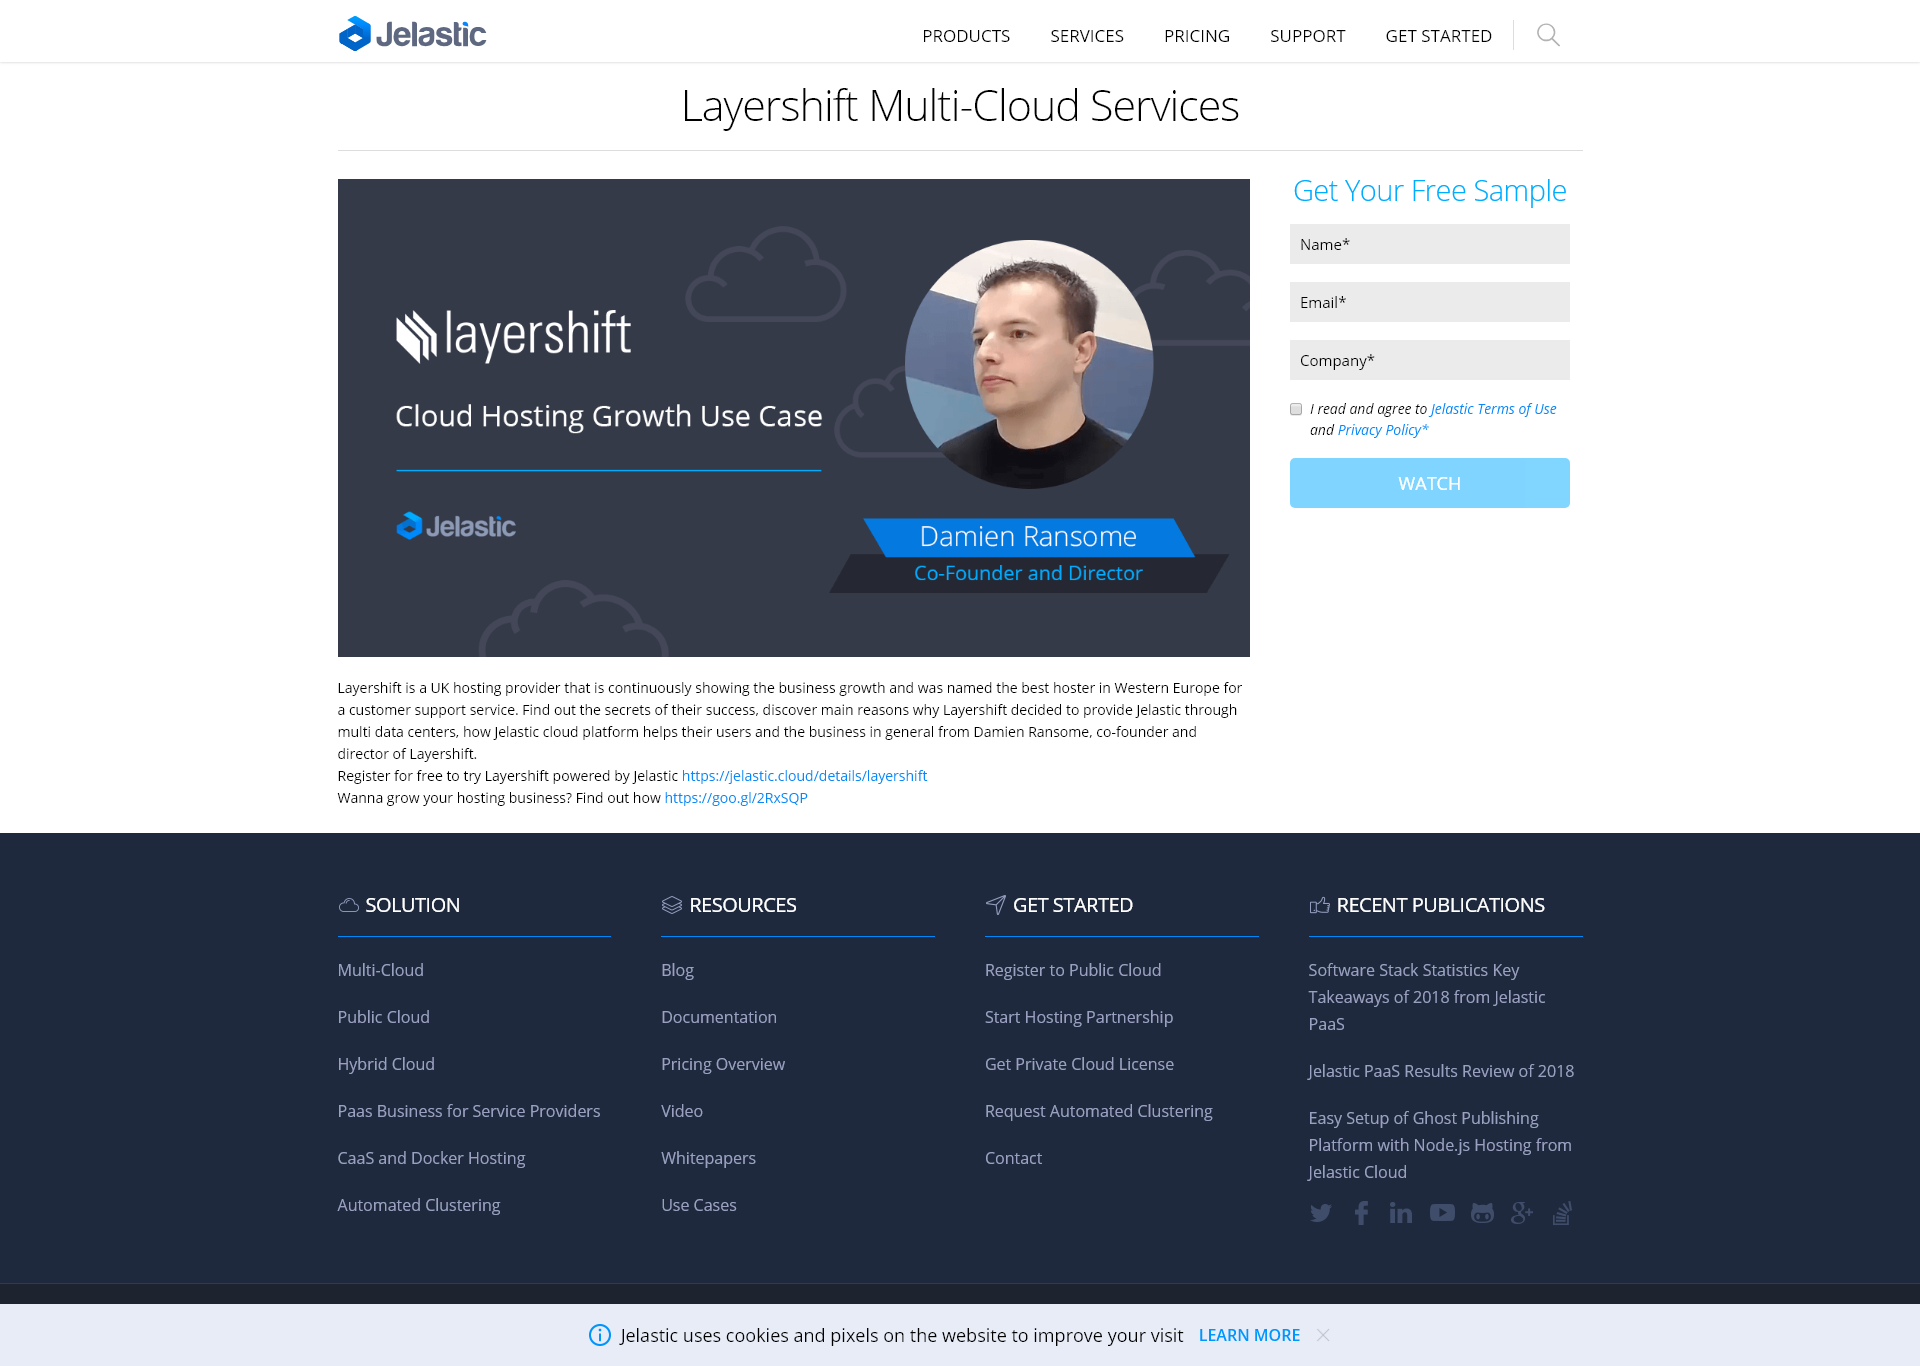 Jelastic
PRODUCTS SERVICES PRICING SUPPORT GET STARTED
Layershift Multi-Cloud Services
layershift
Cloud Hosting Growth Use Case
Jelastic
Damien Ransome
Co-Founder and Director
Get Your Free Sample
Name*
Email*
Company*
I read and agree to Jelastic Terms of Use
and Privacy Policy*
WATCH
Layershift is a UK hosting provider that is continuously showing the business growth and was named the best hoster in Western Europe for
a customer support service. Find out the secrets of their success, discover main reasons why Layershift decided to provide Jelastic through
multi data centers, how Jelastic cloud platform helps their users and the business in general from Damien Ransome, co-founder and
director of Layershift.
Register for free to try Layershift powered by Jelastic https://jelastic.cloud/details/layershift
Wanna grow your hosting business? Find out how https://goo.gl/2RxSQP
SOLUTION
Multi-Cloud
Public Cloud
Hybrid Cloud
Paas Business for Service Providers
CaaS and Docker Hosting
Automated Clustering
RESOURCES
Blog
Documentation
Pricing Overview
Video
Whitepapers
Use Cases
GET STARTED
Register to Public Cloud
Start Hosting Partnership
Get Private Cloud License
Request Automated Clustering
Contact
RECENT PUBLICATIONS
Software Stack Statistics Key
Takeaways of 2018 from Jelastic
PaaS
Jelastic PaaS Results Review of 2018
Easy Setup of Ghost Publishing
Platform with Node.js Hosting from
Jelastic Cloud
Jelastic uses cookies and pixels on the website to improve your visit LEARN MORE